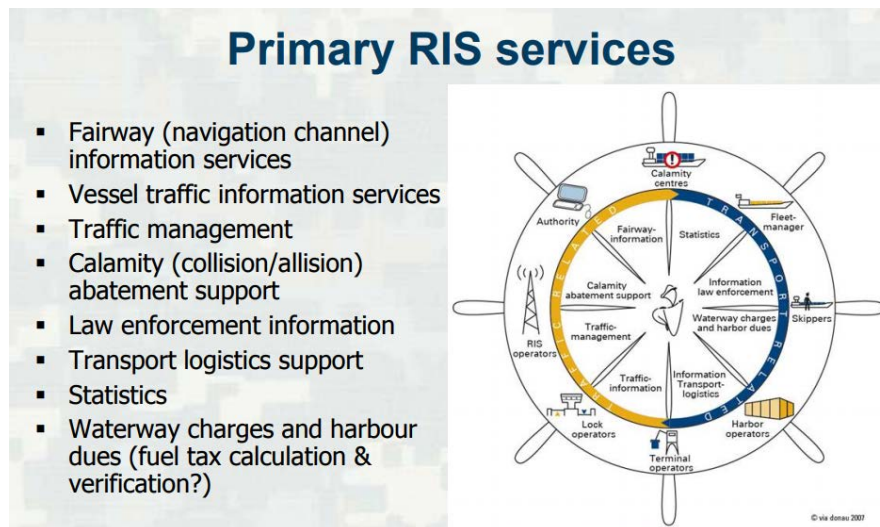 Primary RIS services
▪ Fairway (navigation channel)
information services
▪ Vessel traffic information services
▪ Traffic management
▪ Calamity (collision/allision)
abatement support
▪ Law enforcement information
▪ Transport logistics support
▪ Statistics
▪ Waterway charges and harbour
dues (fuel tax calculation &
verification?)
Calamity
centres
Authority
Fleet-
manager
TRAFFIC RELATED
TRANSPORT RELATED
Fairway-
information
Statistics
Calamity
abatement support
Information
law enforcement
RIS
operators
Traffic-
management
Waterway charges
and harbor dues
Skippers
Traffic-
information
Information
Transport-
logistics
Lock
operators
Harbor
operators
Terminal
operators
© via donau 2007